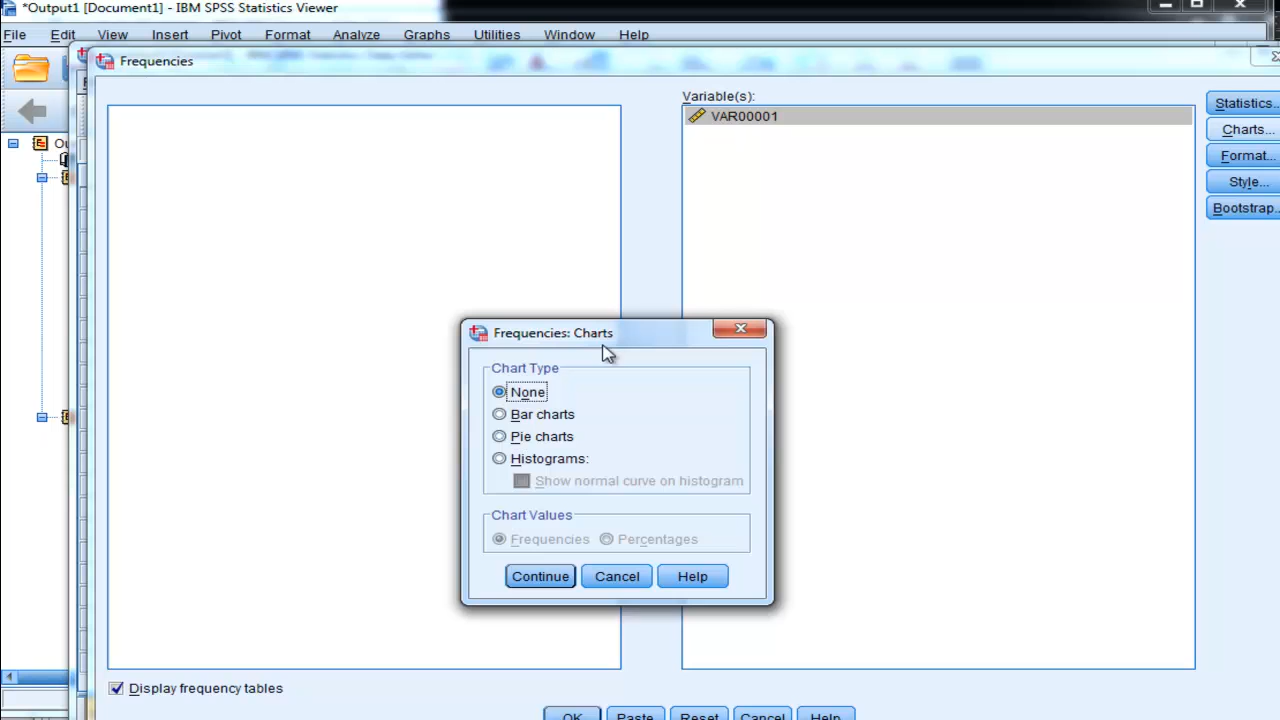 *Output1 [Document1] - IBM SPSS Statistics Viewer
File Edit View Insert Pivot Format Analyze Graphs Utilities Window Help
Frequencies
Variable(s):
VAR00001
Statistics...
Charts...
Format...
Style...
Bootstrap...
Ou
Frequencies: Charts
Chart Type
None
Bar charts
Pie charts
Histograms:
Show normal curve on histogram
Chart Values
Frequencies Percentages
Continue Cancel Help
Display frequency tables
OK Paste Reset Cancel Help